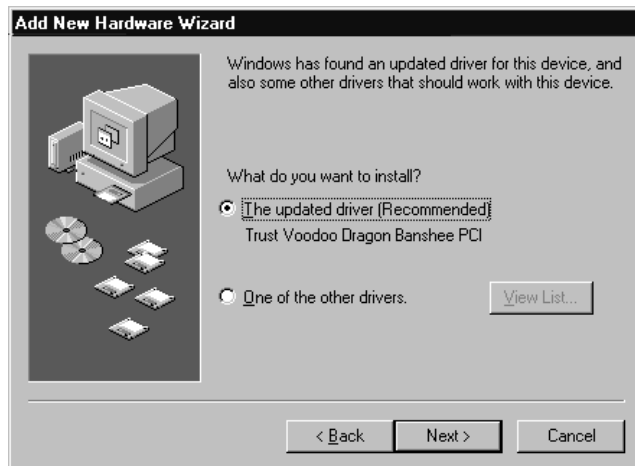 Add New Hardware Wizard
Windows has found an updated driver for this device, and
also some other drivers that should work with this device.
What do you want to install?
The updated driver (Recommended)
Trust Voodoo Dragon Banshee PCI
One of the other drivers.
View List...
< Back
Next >
Cancel